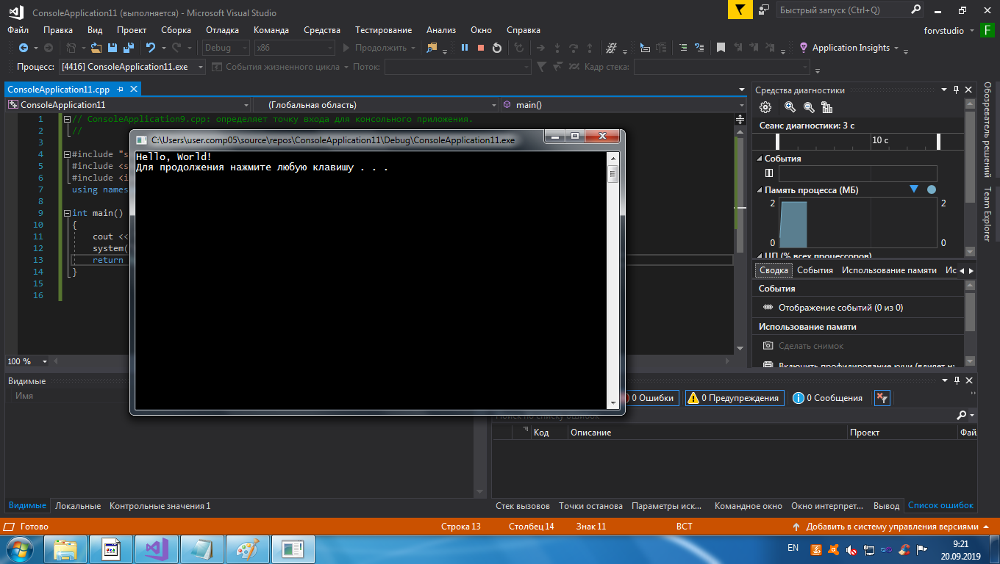 ConsoleApplication11 (выполняется) - Microsoft Visual Studio
Быстрый запуск (Ctrl+Q)
Файл Правка Вид Проект Сборка Отладка Команда Средства Тестирование Анализ Окно Справка
forvstudio F
Debug x86 Продолжить Application Insights
Процесс: [4416] ConsoleApplication11.exe События жизненного цикла Поток: Кадр стека:
ConsoleApplication11.cpp
ConsoleApplication11 (Глобальная область) main()
1 // ConsoleApplication9.cpp: определяет точку входа для консольного приложения.
2 //
3
4 #include "s
5 #include <s
6 #include <i
7 using names
8
9 int main()
10 {
11 cout <<
12 system(
13 return
14 }
15
16
100 %
C:\Users\user.comp05\source\repos\ConsoleApplication11\Debug\ConsoleApplication11.exe
Hello, World!
Для продолжения нажмите любую клавишу . . .
Средства диагностики
Сеанс диагностики: 3 с
10 с
События
Память процесса (МБ)
2 2
0 0
ЦП (% всех процессоров)
Сводка События Использование памяти Ис
События
Отображение событий (0 из 0)
Использование памяти
Сделать снимок
Включить профилирование кучи (влияет на
Обозреватель решений
Team Explorer
Видимые
Имя
Видимые Локальные Контрольные значения 1
0 Ошибки 0 Предупреждения 0 Сообщения
Поиск по списку ошибок
Код Описание Проект Фай
Стек вызовов Точки останова Параметры иск... Командное окно Окно интерпрет... Вывод Список ошибок
Готово Строка 13 Столбец 14 Знак 11 ВСТ Добавить в систему управления версиями
EN 9:21
20.09.2019